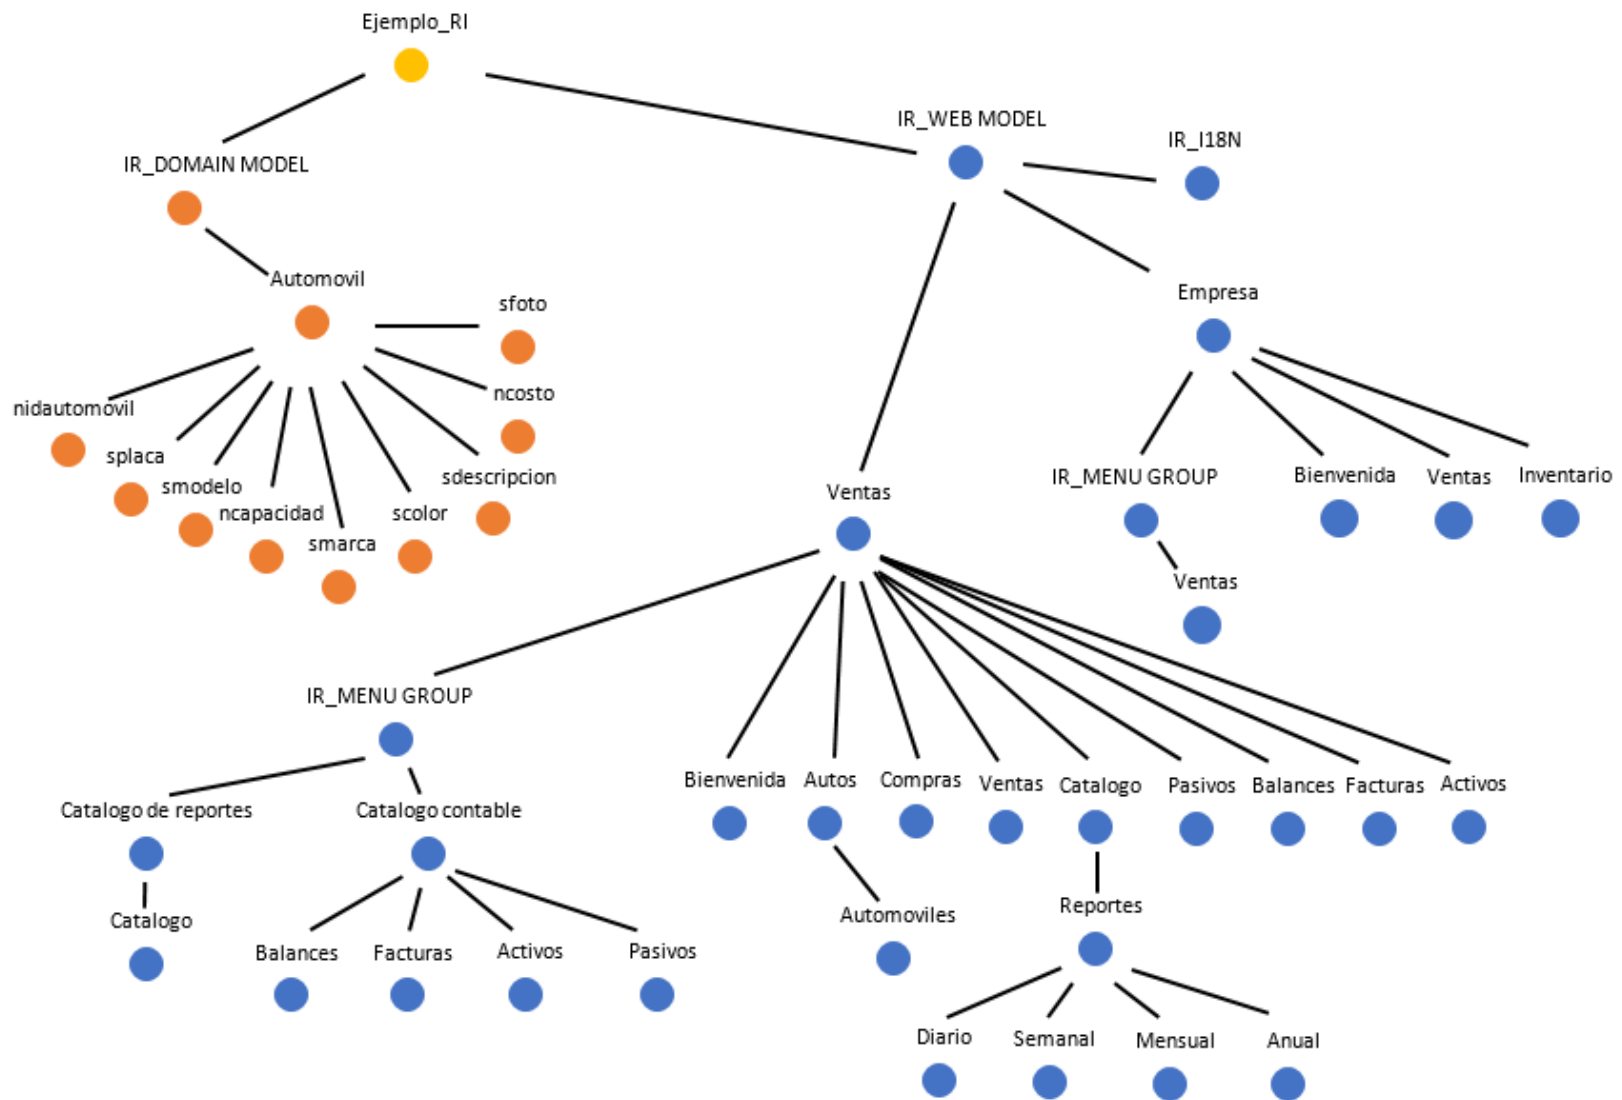 Ejemplo_RI
IR_WEB MODEL
IR_I18N
IR_DOMAIN MODEL
Automovil
sfoto
Empresa
ncosto
nidautomovil
splaca
smodelo
ncapacidad
smarca
scolor
sdescripcion
IR_MENU GROUP
Bienvenida
Ventas
Inventario
Ventas
Ventas
IR_MENU GROUP
Bienvenida
Autos
Compras
Ventas
Catalogo
Pasivos
Balances
Facturas
Activos
Catalogo de reportes
Catalogo contable
Catalogo
Balances
Facturas
Activos
Pasivos
Automoviles
Reportes
Diario
Semanal
Mensual
Anual